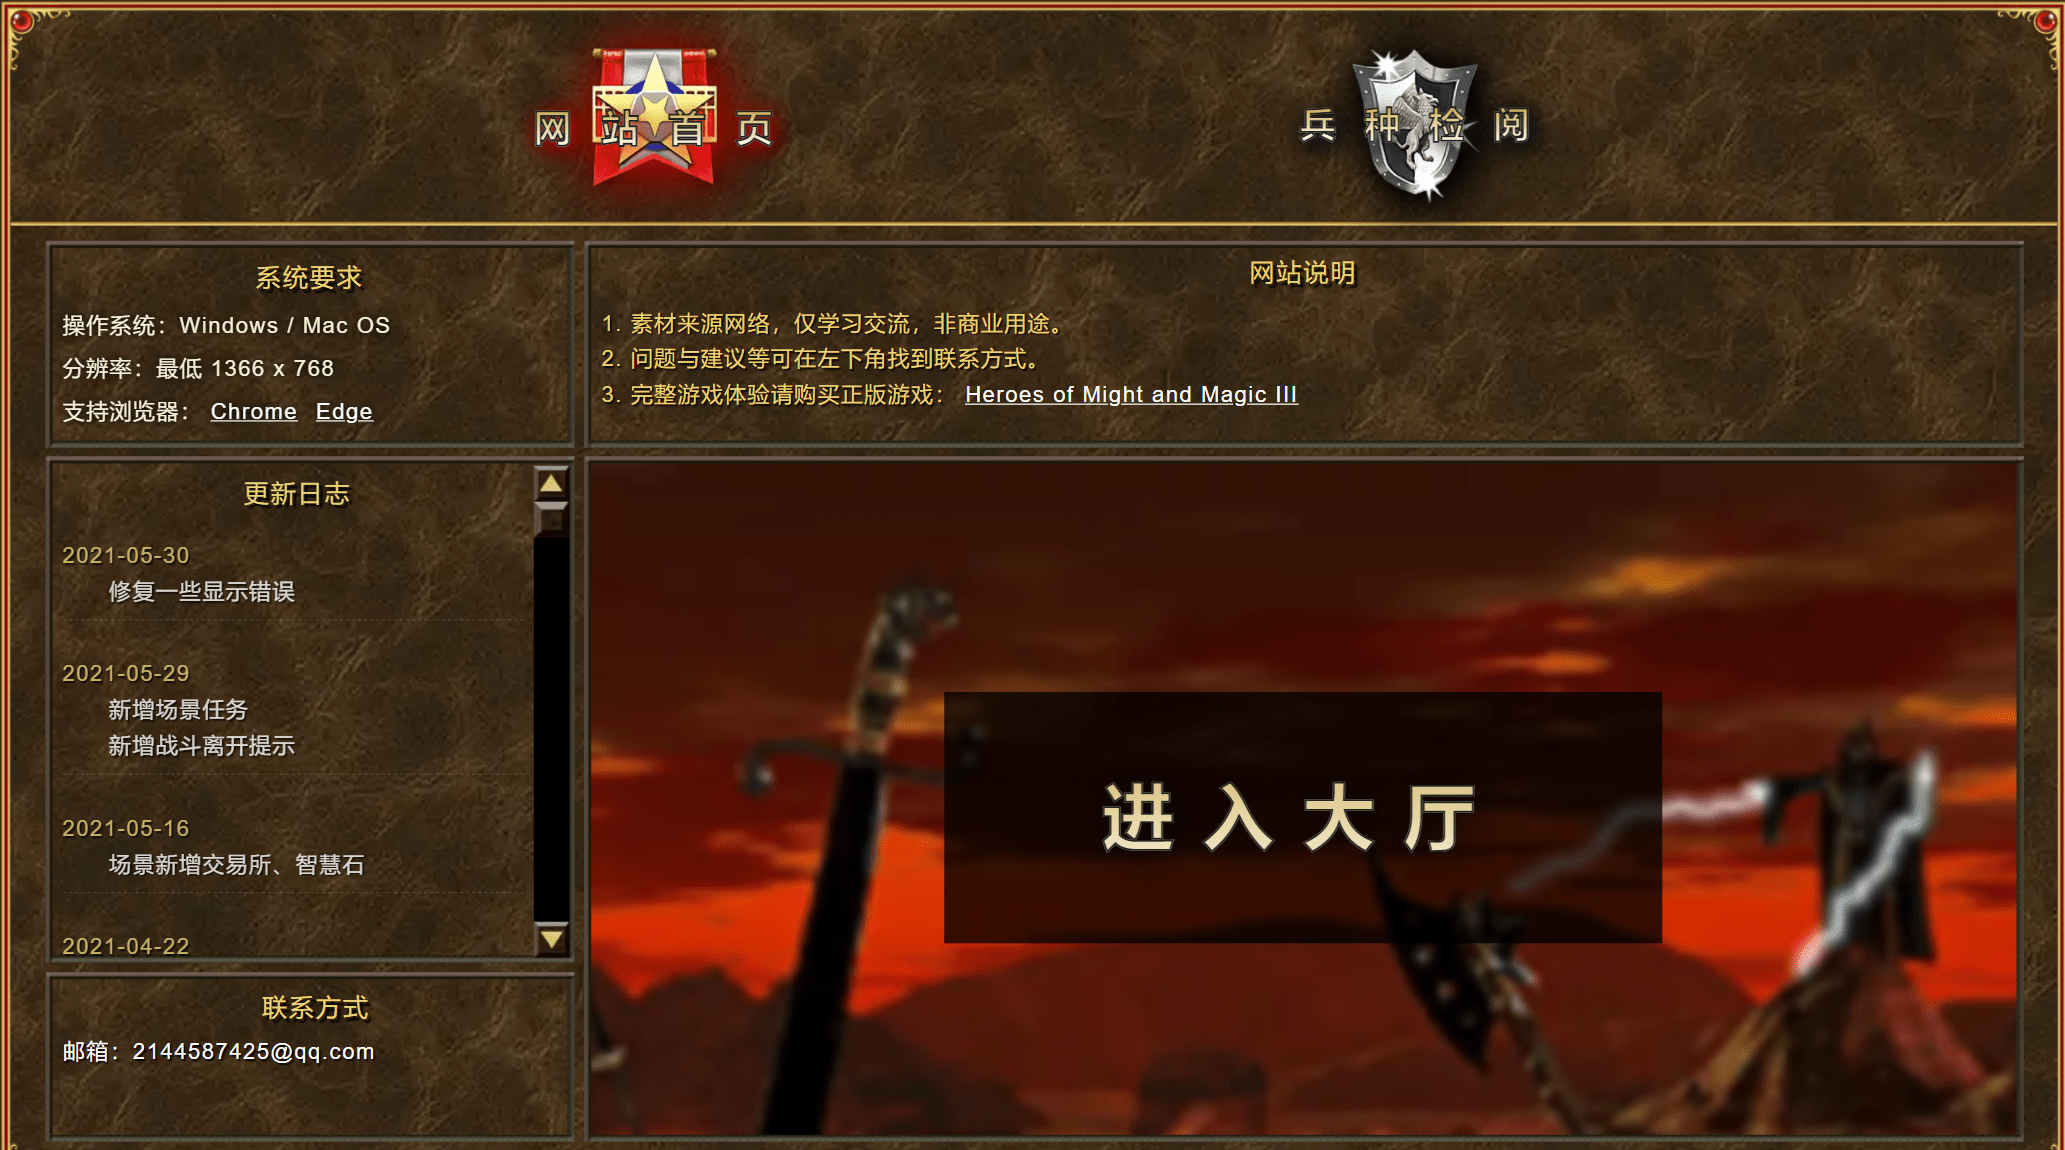 网站首页
兵种检阅
系统要求
操作系统：Windows / Mac OS
分辨率：最低 1366 x 768
支持浏览器： Chrome Edge
网站说明
1. 素材来源网络，仅学习交流，非商业用途。
2. 问题与建议等可在左下角找到联系方式。
3. 完整游戏体验请购买正版游戏： Heroes of Might and Magic III
更新日志
2021-05-30
修复一些显示错误
2021-05-29
新增场景任务
新增战斗离开提示
2021-05-16
场景新增交易所、智慧石
2021-04-22
联系方式
邮箱：2144587425@qq.com
进入大厅